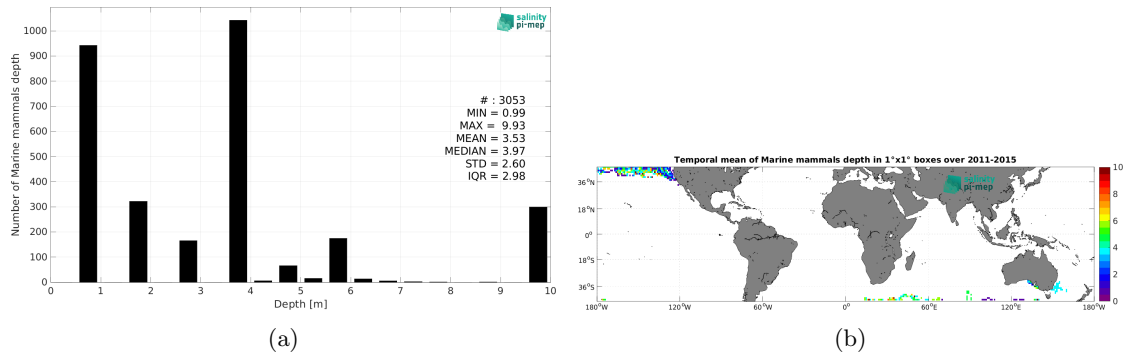 1000
900
800
700
600
500
400
300
200
100
0
Number of Marine mammals depth
salinity
pi-mep
# : 3053
MIN = 0.99
MAX = 9.93
MEAN = 3.53
MEDIAN = 3.97
STD = 2.60
IQR = 2.98
0 1 2 3 4 5 6 7 8 9 10
Depth [m]
(a)
Temporal mean of Marine mammals depth in 1°x1° boxes over 2011-2015
salinity
pi-mep
36°N
18°N
0°
18°S
36°S
180°W 120°W 60°W 0° 60°E 120°E 180°W
10
8
6
4
2
0
(b)